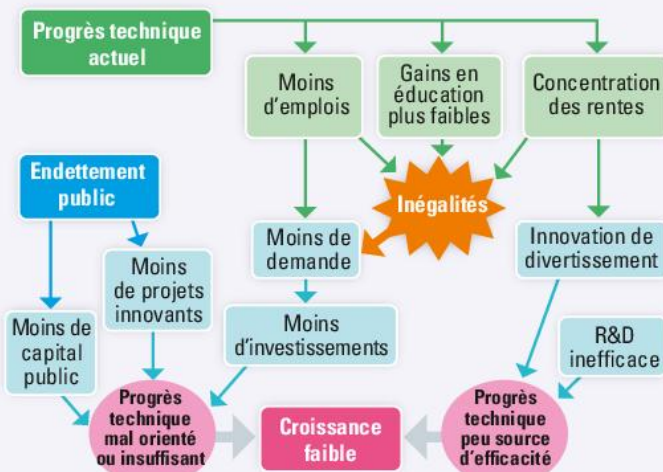 Progrès technique
actuel
Moins
d'emplois
Gains en
éducation
plus faibles
Concentration
des rentes
Endettement
public
Inégalités
Moins de
demande
Innovation de
divertissement
Moins
de projets
innovants
Moins de
capital
public
Moins
d'investissements
R&D
inefficace
Progrès
technique
mal orienté
ou insuffisant
Croissance
faible
Progrès
technique
peu source
d'efficacité